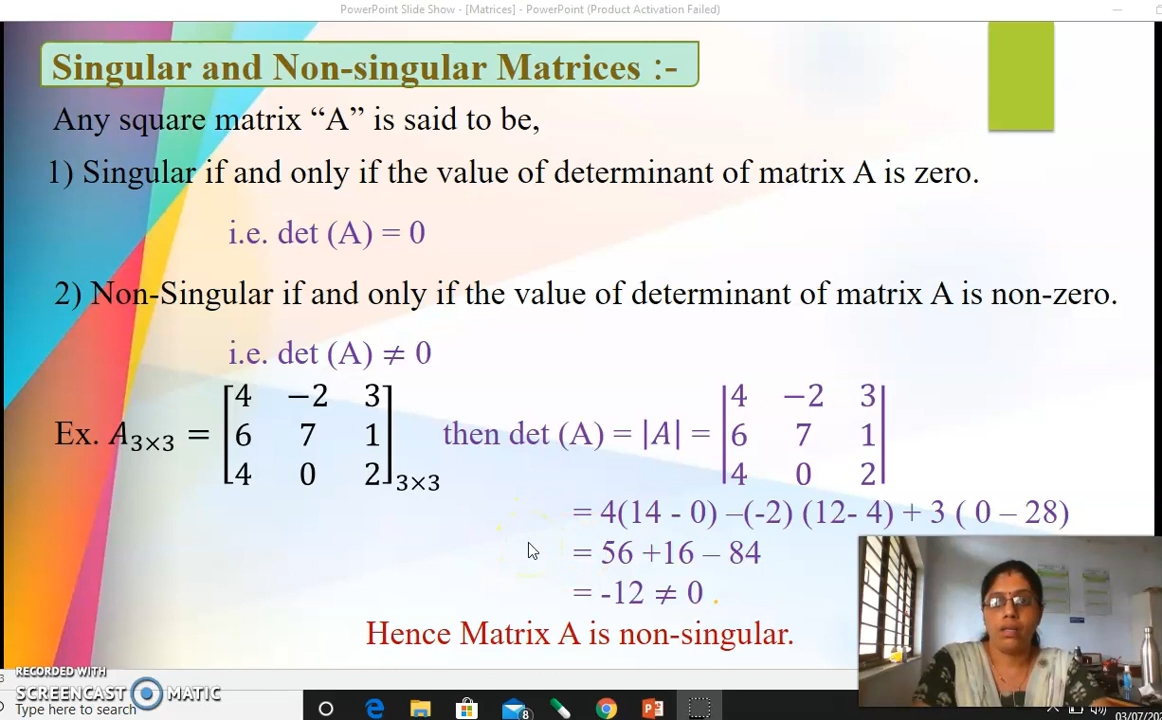 PowerPoint Slide Show - [Matrices] - PowerPoint (Product Activation Failed)
Singular and Non-singular Matrices :-
Any square matrix “A” is said to be,
1) Singular if and only if the value of determinant of matrix A is zero.
i.e. det (A) = 0
2) Non-Singular if and only if the value of determinant of matrix A is non-zero.
i.e. det (A) ≠ 0
Ex. A₃ₓ₃ = [4 −2 3; 6 7 1; 4 0 2]₃ₓ₃ then det (A) = |A| = |4 −2 3; 6 7 1; 4 0 2|
= 4(14 - 0) –(-2) (12- 4) + 3 ( 0 – 28)
= 56 +16 – 84
= -12 ≠ 0 .
Hence Matrix A is non-singular.
RECORDED WITH
SCREENCAST MATIC
Type here to search
8